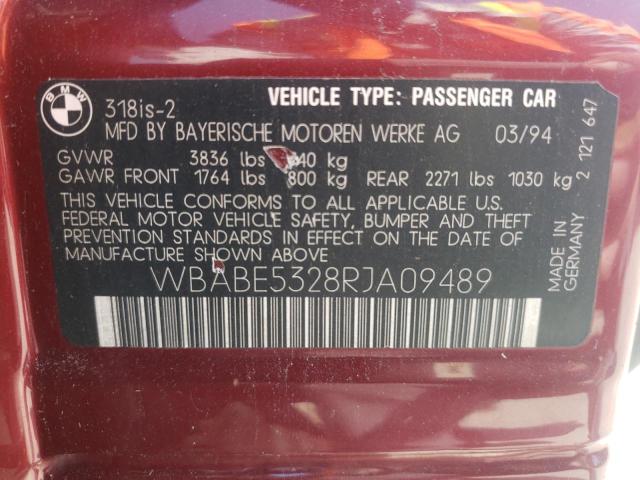 BMW
318is-2 VEHICLE TYPE: PASSENGER CAR
MFD BY BAYERISCHE MOTOREN WERKE AG 03/94
GVWR 3836 lbs kg
GAWR FRONT 1764 lbs 800 kg REAR 2271 lbs 1030 kg
THIS VEHICLE CONFORMS TO ALL APPLICABLE U.S.
FEDERAL MOTOR VEHICLE SAFETY, BUMPER AND THEFT
PREVENTION STANDARDS IN EFFECT ON THE DATE OF
MANUFACTURE SHOWN ABOVE
WBABE5328RJA09489
MADE IN
GERMANY
2 121 647